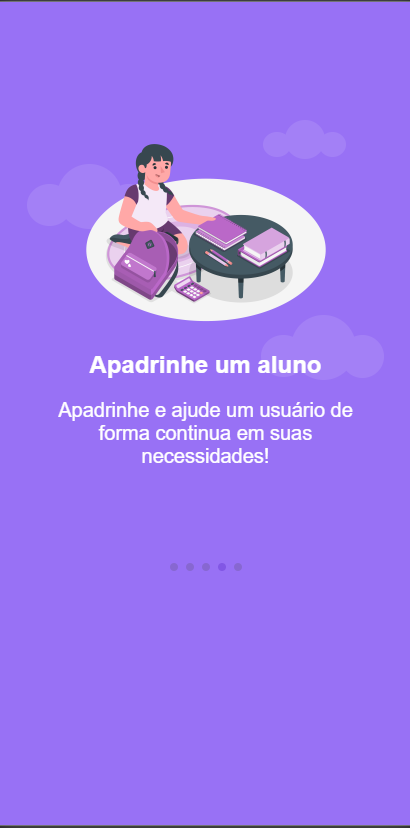 Apadrinhe um aluno
Apadrinhe e ajude um usuário de
forma continua em suas
necessidades!